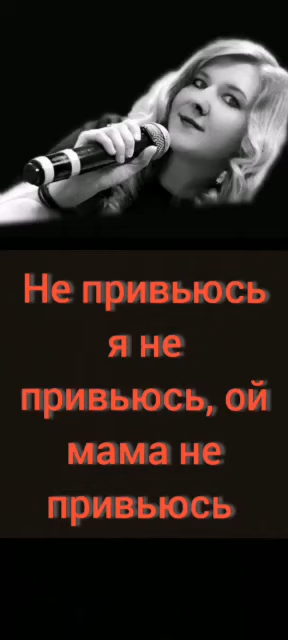 Не привьюсь
я не
привьюсь, ой
мама не
привьюсь